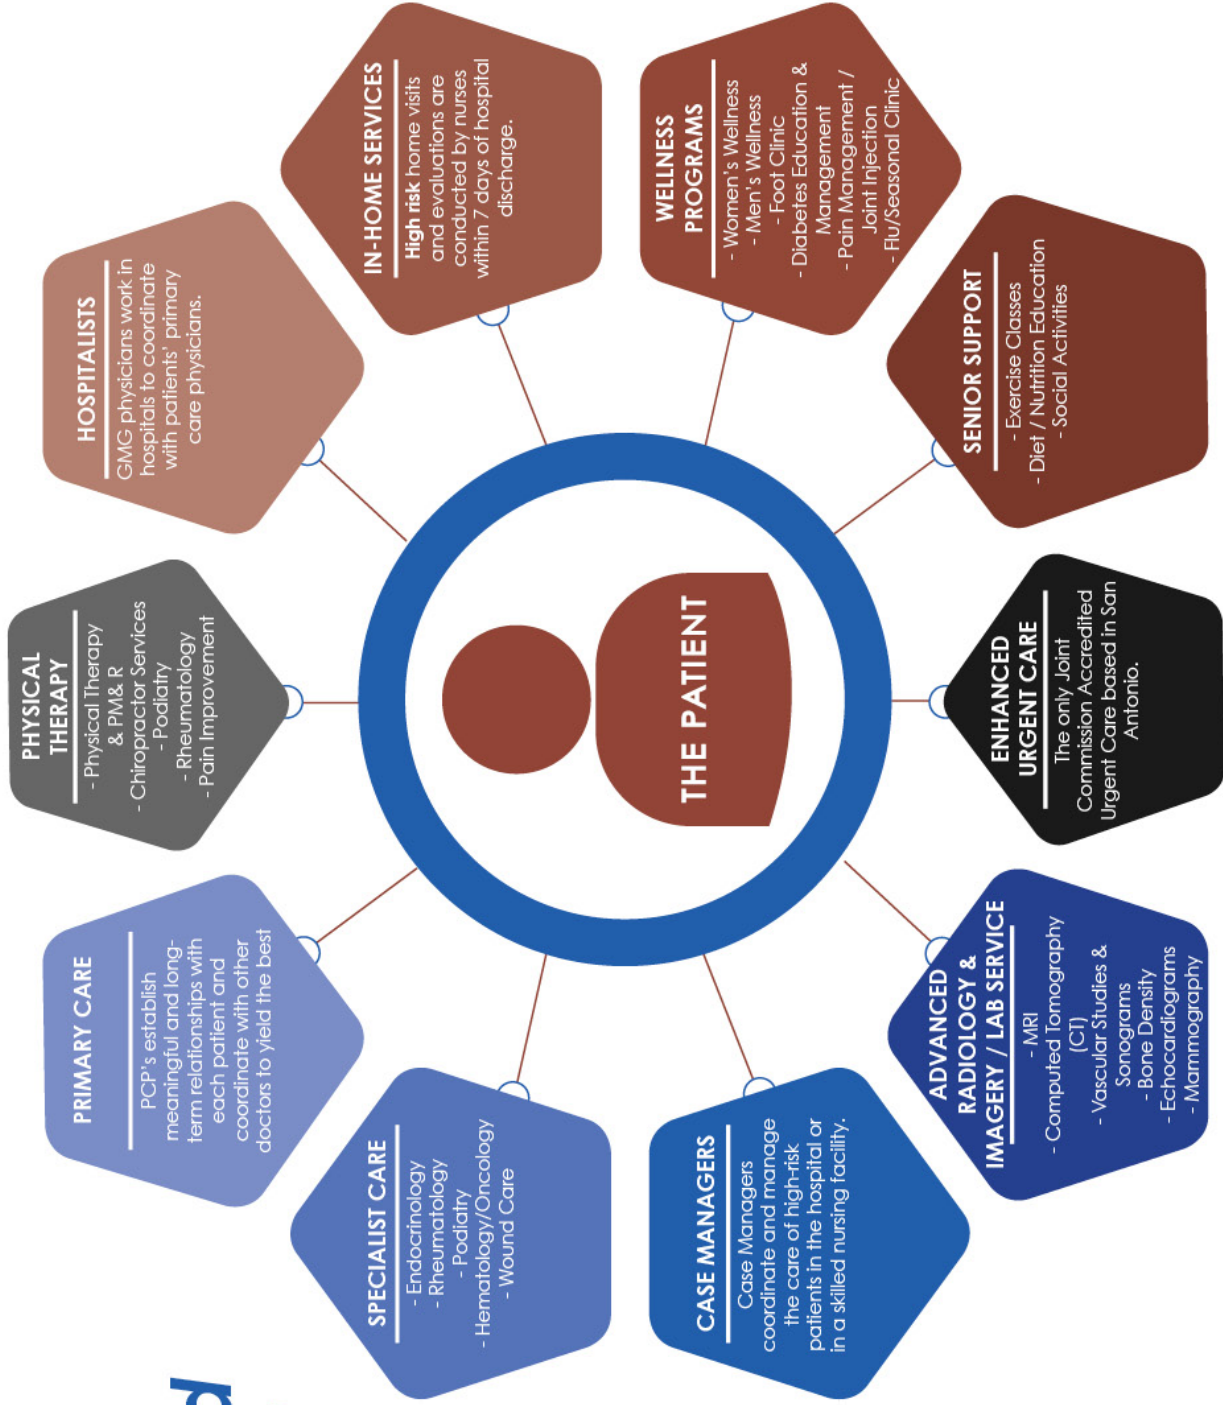 PHYSICAL
THERAPY
- Physical Therapy
& PM& R
- Chiropractor Services
- Podiatry
- Rheumatology
- Pain Improvement
HOSPITALISTS
GMG physicians work in
hospitals to coordinate
with patients' primary
care physicians.
IN-HOME SERVICES
High risk home visits
and evaluations are
conducted by nurses
within 7 days of hospital
discharge.
WELLNESS
PROGRAMS
- Women's Wellness
- Men's Wellness
- Foot Clinic
- Diabetes Education &
Management
- Pain Management /
Joint Injection
- Flu/Seasonal Clinic
SENIOR SUPPORT
- Exercise Classes
- Diet / Nutrition Education
- Social Activities
ENHANCED
URGENT CARE
The only Joint
Commission Accredited
Urgent Care based in San
Antonio.
ADVANCED
RADIOLOGY &
IMAGERY / LAB SERVICE
- MRI
- Computed Tomography
(CT)
- Vascular Studies &
Sonograms
- Bone Density
- Echocardiograms
- Mammography
CASE MANAGERS
Case Managers
coordinate and manage
the care of high-risk
patients in the hospital or
in a skilled nursing facility.
SPECIALIST CARE
- Endocrinology
- Rheumatology
- Podiatry
- Hematology/Oncology
- Wound Care
PRIMARY CARE
PCP's establish
meaningful and long-
term relationships with
each patient and
coordinate with other
doctors to yield the best
THE PATIENT